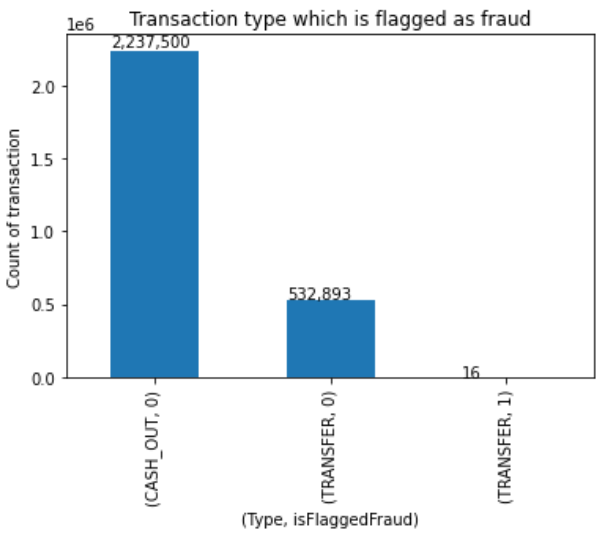 Transaction type which is flagged as fraud
1e6
2,237,500
2.0
1.5
1.0
0.5
0.0
Count of transaction
532,893
16
(CASH_OUT, 0)
(TRANSFER, 0)
(TRANSFER, 1)
(Type, isFlaggedFraud)